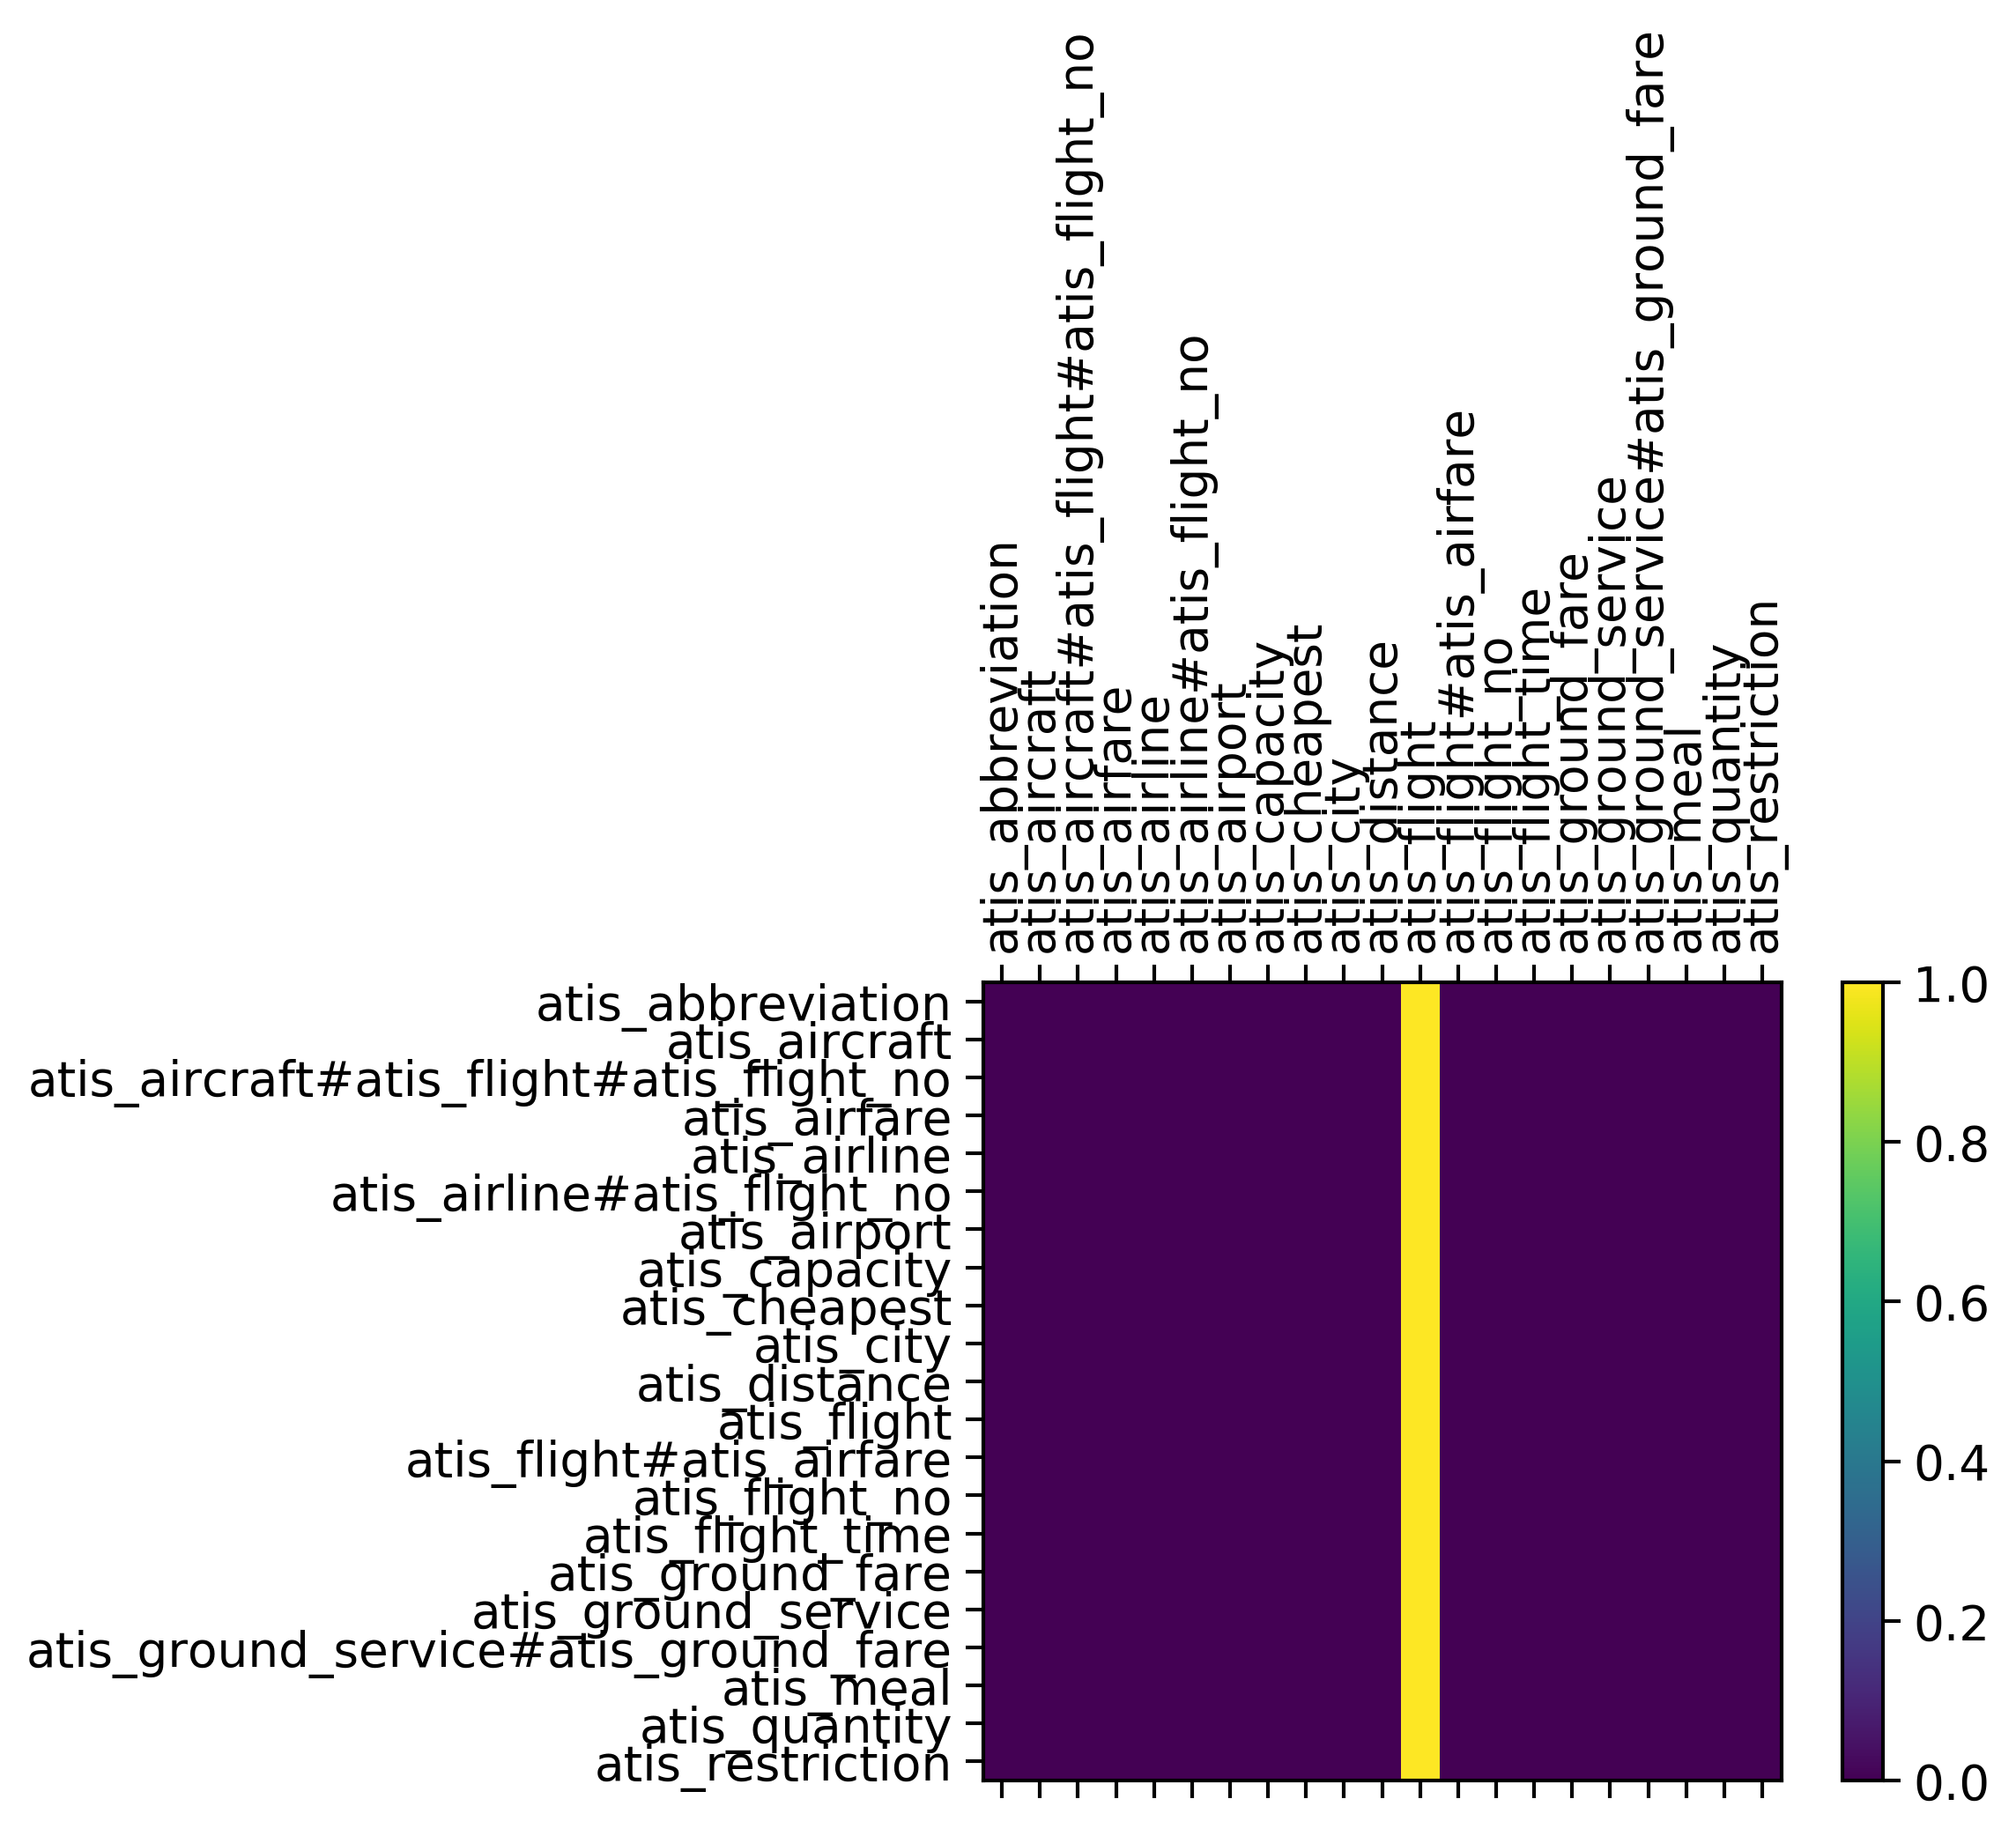 atis_abbreviation
atis_aircraft
atis_aircraft#atis_flight#atis_flight_no
atis_airfare
atis_airline
atis_airline#atis_flight_no
atis_airport
atis_capacity
atis_cheapest
atis_city
atis_distance
atis_flight
atis_flight#atis_airfare
atis_flight_no
atis_flight_time
atis_ground_fare
atis_ground_service
atis_ground_service#atis_ground_fare
atis_meal
atis_quantity
atis_restriction
atis_abbreviation
atis_aircraft
atis_aircraft#atis_flight#atis_flight_no
atis_airfare
atis_airline
atis_airline#atis_flight_no
atis_airport
atis_capacity
atis_cheapest
atis_city
atis_distance
atis_flight
atis_flight#atis_airfare
atis_flight_no
atis_flight_time
atis_ground_fare
atis_ground_service
atis_ground_service#atis_ground_fare
atis_meal
atis_quantity
atis_restriction
1.0
0.8
0.6
0.4
0.2
0.0